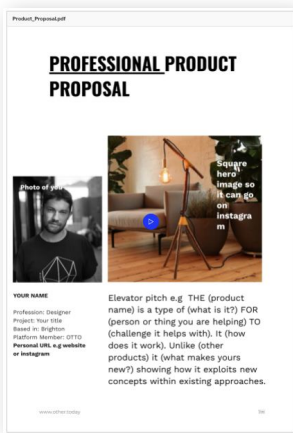 Product_Proposal.pdf
PROFESSIONAL PRODUCT
PROPOSAL
Square
hero
image so
it can go
on
instagra
m
Photo of you
YOUR NAME
Profession: Designer
Project: Your title
Based in: Brighton
Platform Member: OTTO
Personal URL e.g website
or instagram
Elevator pitch e.g THE (product
name) is a type of (what is it?) FOR
(person or thing you are helping) TO
(challenge it helps with). It (how
does it work). Unlike (other
products) it (what makes yours
new?) showing how it exploits new
concepts within existing approaches.
www.other.today